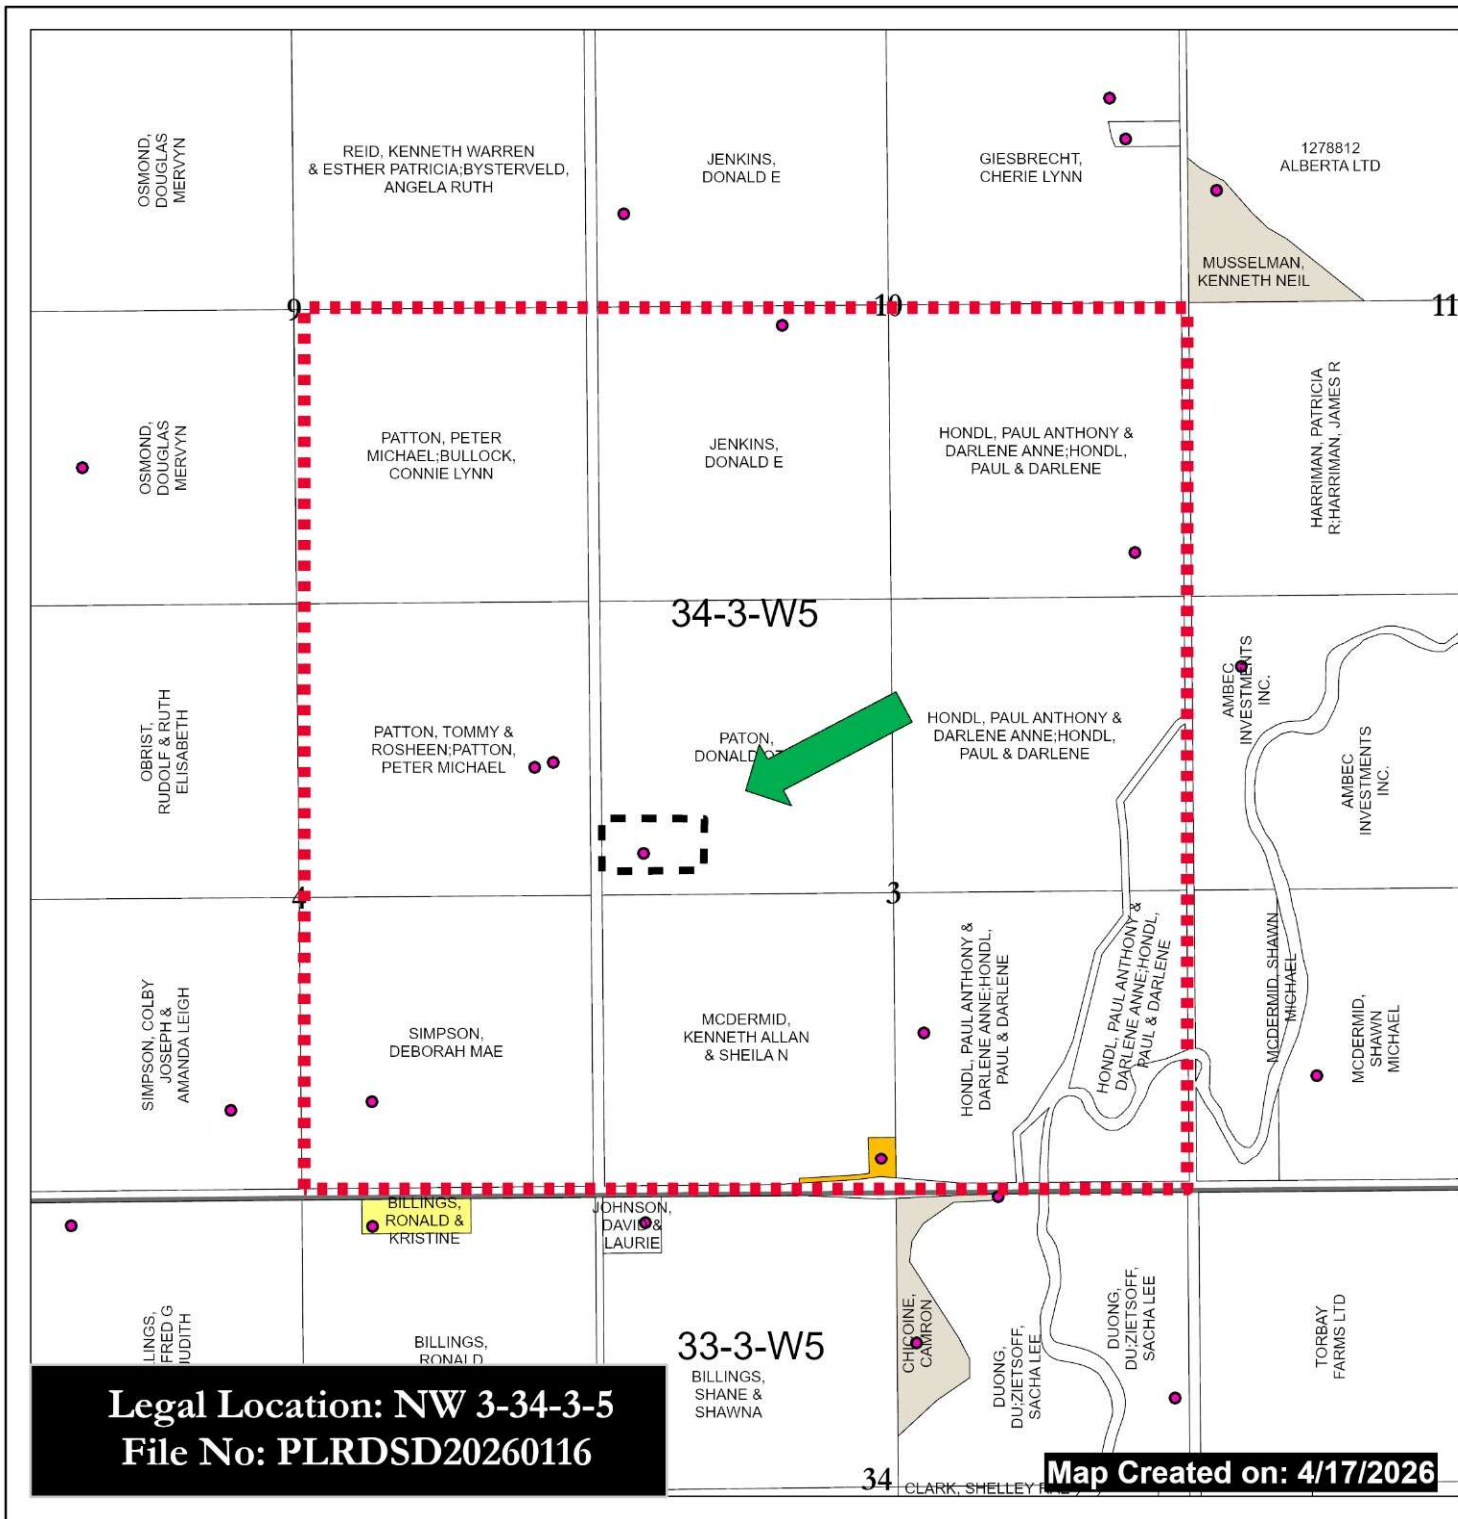 OSMOND,
DOUGLAS
MERVYN
REID, KENNETH WARREN
& ESTHER PATRICIA;BYSTERVELD,
ANGELA RUTH
JENKINS,
DONALD E
GIESBRECHT,
CHERIE LYNN
1278812
ALBERTA LTD
MUSSELMAN,
KENNETH NEIL
9
10
11
OSMOND,
DOUGLAS
MERVYN
PATTON, PETER
MICHAEL;BULLOCK,
CONNIE LYNN
JENKINS,
DONALD E
HONDL, PAUL ANTHONY &
DARLENE ANNE;HONDL,
PAUL & DARLENE
HARRIMAN, PATRICIA
R;HARRIMAN, JAMES R
34-3-W5
OBRIST,
RUDOLF & RUTH
ELISABETH
PATTON, TOMMY &
ROSHEEN;PATTON,
PETER MICHAEL
PATON,
DONALD
HONDL, PAUL ANTHONY &
DARLENE ANNE;HONDL,
PAUL & DARLENE
AMBEC
INVESTMENTS
INC.
AMBEC
INVESTMENTS
INC.
4
3
SIMPSON, COLBY
JOSEPH &
AMANDA LEIGH
SIMPSON,
DEBORAH MAE
MCDERMID,
KENNETH ALLAN
& SHEILA N
HONDL, PAUL ANTHONY &
DARLENE ANNE;HONDL,
PAUL & DARLENE
HONDL, PAUL ANTHONY &
DARLENE ANNE;HONDL,
PAUL & DARLENE
MCDERMID, SHAWN
MICHAEL
MCDERMID,
SHAWN
MICHAEL
BILLINGS,
RONALD &
KRISTINE
JOHNSON,
DAVID &
LAURIE
LINGS,
FRED G
JUDITH
BILLINGS,
RONALD
33-3-W5
BILLINGS,
SHANE &
SHAWNA
CHICOINE,
CAMRON
DUONG,
DU;ZIETSOFF,
SACHA LEE
DUONG,
DU;ZIETSOFF,
SACHA LEE
TORBAY
FARMS LTD
34
CLARK, SHELLEY
Legal Location: NW 3-34-3-5
File No: PLRDSD20260116
Map Created on: 4/17/2026